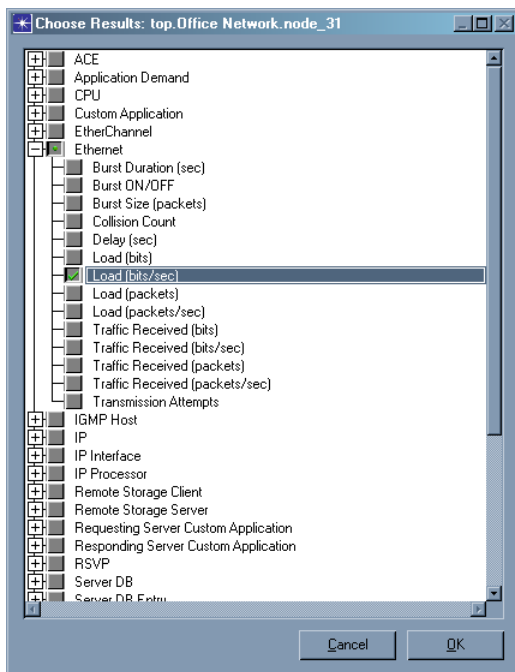 Choose Results: top.Office Network.node_31
ACE
Application Demand
CPU
Custom Application
EtherChannel
Ethernet
Burst Duration (sec)
Burst ON/OFF
Burst Size (packets)
Collision Count
Delay (sec)
Load (bits)
Load (bits/sec)
Load (packets)
Load (packets/sec)
Traffic Received (bits)
Traffic Received (bits/sec)
Traffic Received (packets)
Traffic Received (packets/sec)
Transmission Attempts
IGMP Host
IP
IP Interface
IP Processor
Remote Storage Client
Remote Storage Server
Requesting Server Custom Application
Responding Server Custom Application
RSVP
Server DB
Server DB Entry
Cancel OK